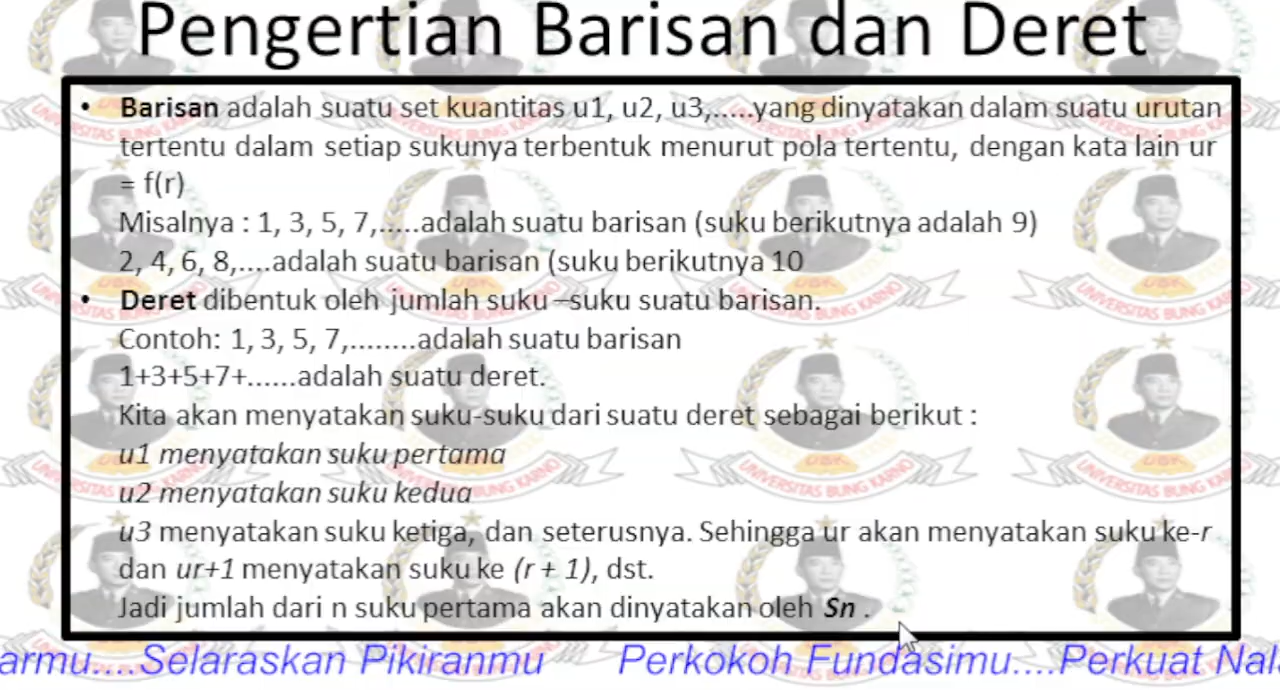 Pengertian Barisan dan Deret
• Barisan adalah suatu set kuantitas u1, u2, u3,.....yang dinyatakan dalam suatu urutan
tertentu dalam setiap sukunya terbentuk menurut pola tertentu, dengan kata lain ur
= f(r)
Misalnya : 1, 3, 5, 7,.....adalah suatu barisan (suku berikutnya adalah 9)
2, 4, 6, 8,....adalah suatu barisan (suku berikutnya 10
• Deret dibentuk oleh jumlah suku –suku suatu barisan.
Contoh: 1, 3, 5, 7,........adalah suatu barisan
1+3+5+7+......adalah suatu deret.
Kita akan menyatakan suku-suku dari suatu deret sebagai berikut :
u1 menyatakan suku pertama
u2 menyatakan suku kedua
u3 menyatakan suku ketiga, dan seterusnya. Sehingga ur akan menyatakan suku ke-r
dan ur+1 menyatakan suku ke (r + 1), dst.
Jadi jumlah dari n suku pertama akan dinyatakan oleh Sn .
armu....Selaraskan Pikiranmu Perkokoh Fundasimu....Perkuat Nal
UNIVERSITAS BUNG KARNO
UBK